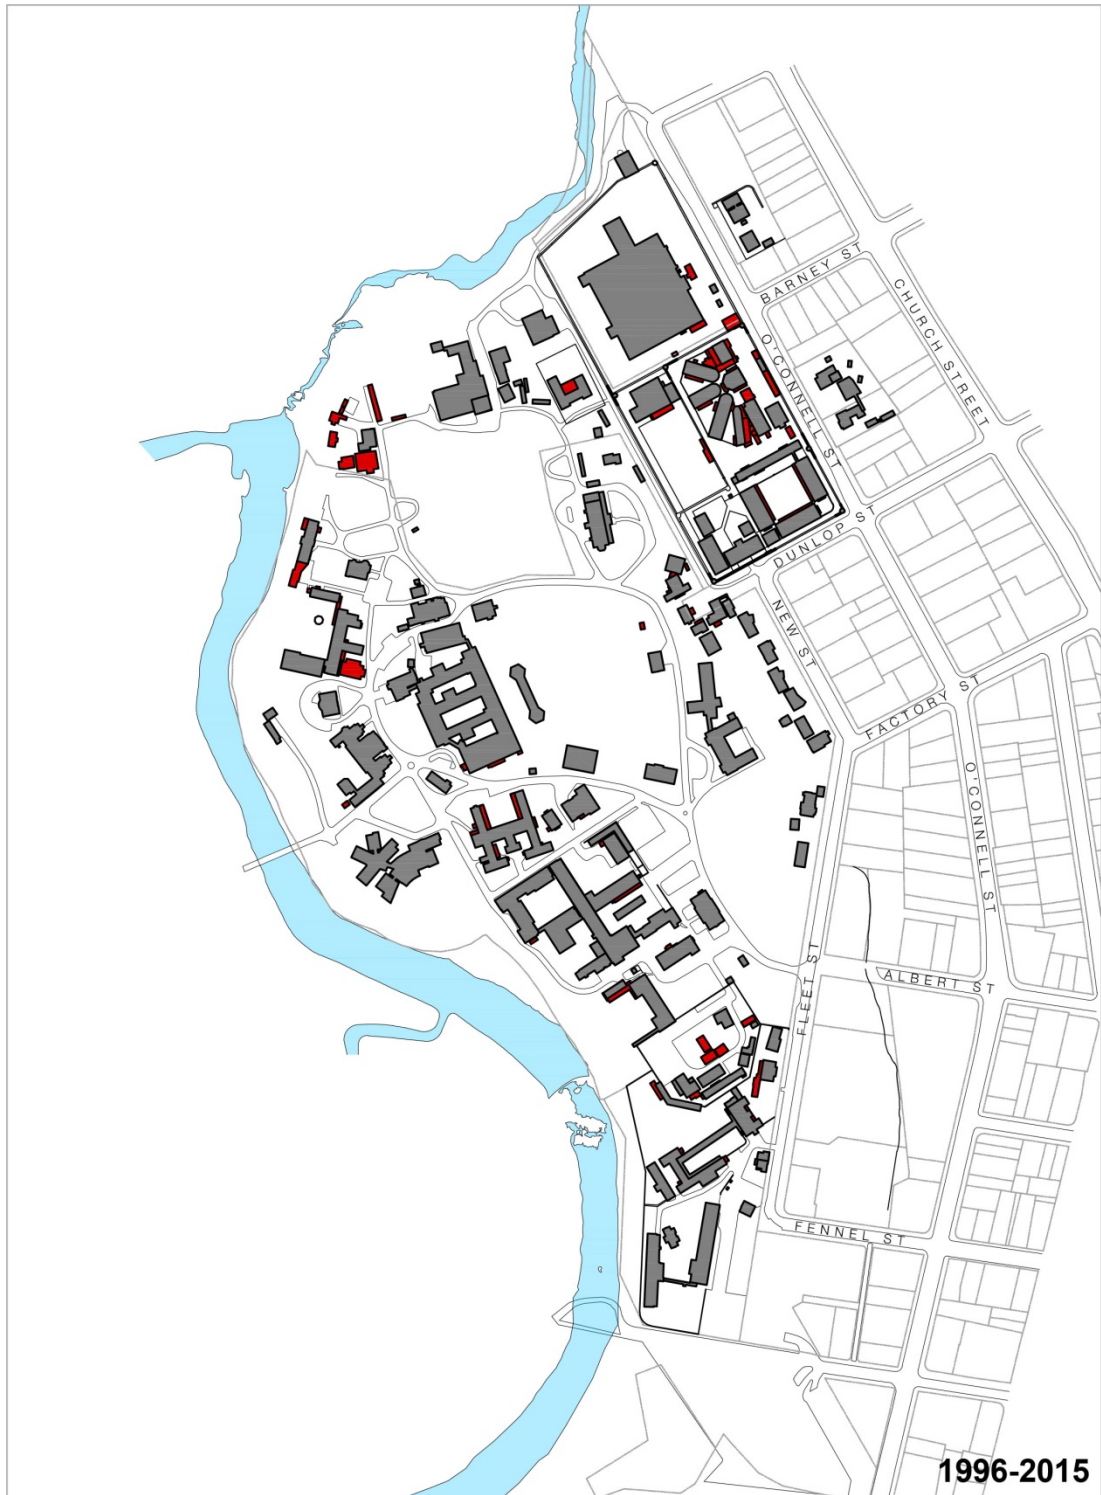 BARNEY ST
CHURCH STREET
O'CONNELL ST
DUNLOP ST
NEW ST
FACTORY ST
O'CONNELL ST
FLEET ST
ALBERT ST
FENNEL ST
1996-2015